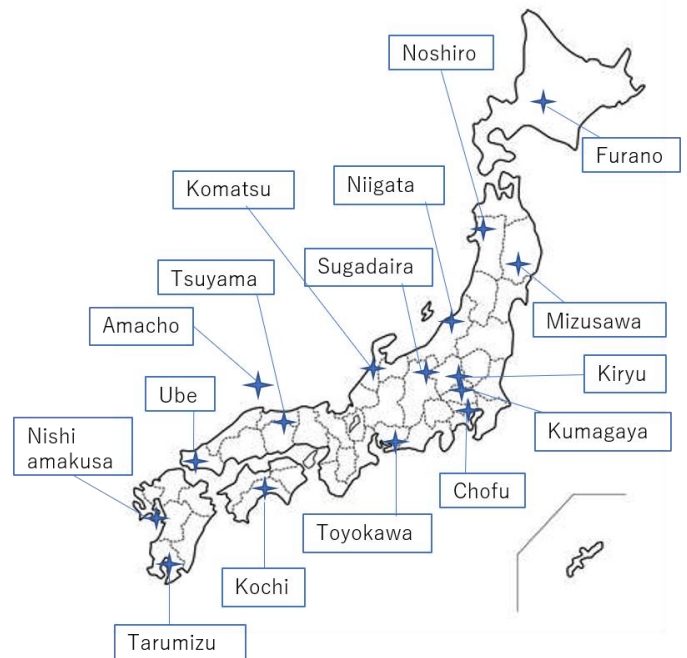 Noshiro
Furano
Niigata
Komatsu
Sugadaira
Tsuyama
Mizusawa
Amacho
Kiryu
Ube
Kumagaya
Nishi
amakusa
Chofu
Toyokawa
Kochi
Tarumizu